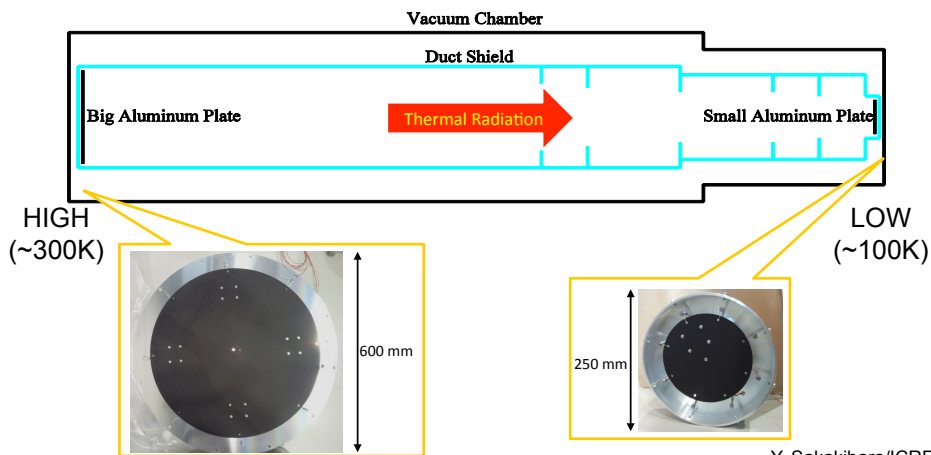 Vacuum Chamber
Duct Shield
Big Aluminum Plate
Thermal Radiation
Small Aluminum Plate
HIGH
(~300K)
LOW
(~100K)
600 mm
250 mm